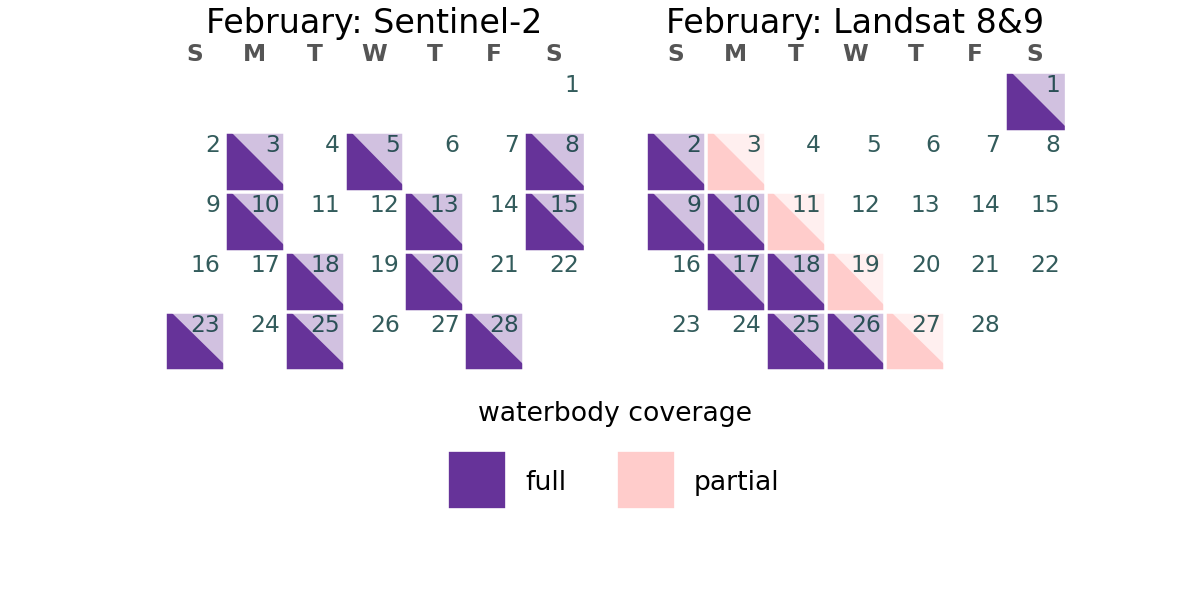 February: Sentinel-2
S M T W T F S
1
2 3 4 5 6 7 8
9 10 11 12 13 14 15
16 17 18 19 20 21 22
23 24 25 26 27 28
February: Landsat 8&9
S M T W T F S
1
2 3 4 5 6 7 8
9 10 11 12 13 14 15
16 17 18 19 20 21 22
23 24 25 26 27 28
waterbody coverage
full partial